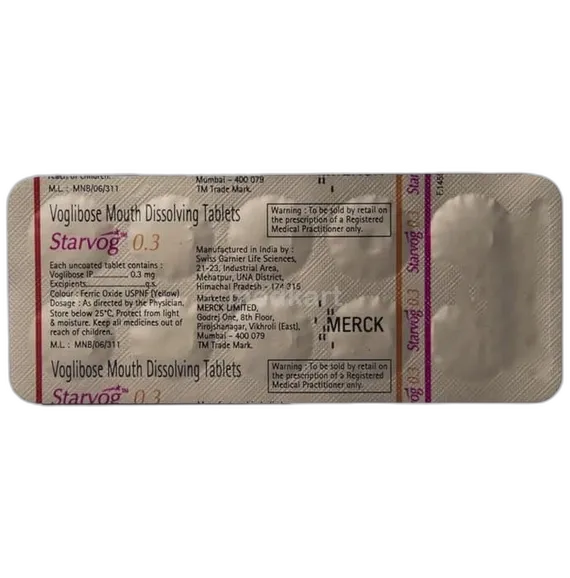 reach of children.
M.L. : MNB/06/311
Mumbai – 400 079
TM Trade Mark.
Voglibose Mouth Dissolving Tablets
Starvog™ 0.3
Warning : To be sold by retail on
the prescription of a Registered
Medical Practitioner only.
Each uncoated tablet contains :
Voglibose IP............... 0.3 mg
Excipients.....................q.s.
Colour : Ferric Oxide USPNF (Yellow)
Dosage : As directed by the Physician.
Store below 25°C, Protect from light
& moisture. Keep all medicines out of
reach of children.
M.L. : MNB/06/311
Manufactured in India by :
Swiss Garnier Life Sciences,
21-23, Industrial Area,
Mehatpur, UNA District,
Himachal Pradesh – 174 315
Marketed by :
MERCK LIMITED,
Godrej One, 8th Floor,
Pirojshanagar, Vikhroli (East),
Mumbai – 400 079
TM Trade Mark.
MERCK
Voglibose Mouth Dissolving Tablets
Starvog™ 0.3
Warning : To be sold by retail on
the prescription of a Registered
Medical Practitioner only.
Starvog 0.3
Starvog 0.3
Starvog 0.3